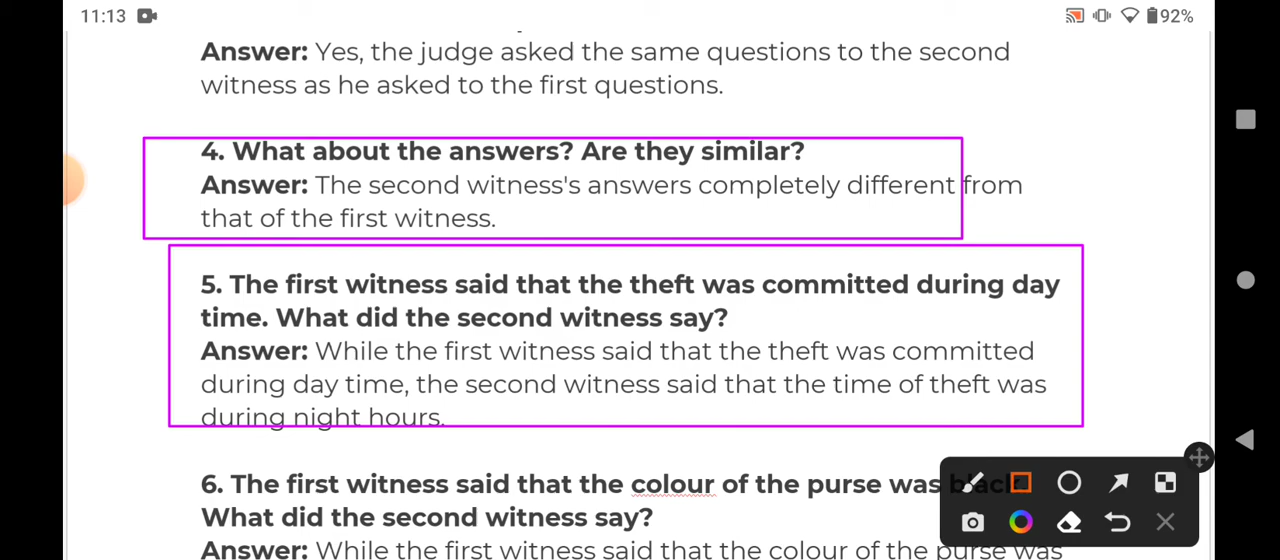 11:13
92%
Answer: Yes, the judge asked the same questions to the second
witness as he asked to the first questions.
4. What about the answers? Are they similar?
Answer: The second witness's answers completely different from
that of the first witness.
5. The first witness said that the theft was committed during day
time. What did the second witness say?
Answer: While the first witness said that the theft was committed
during day time, the second witness said that the time of theft was
during night hours.
6. The first witness said that the colour of the purse was black.
What did the second witness say?
Answer: While the first witness said that the colour of the purse was